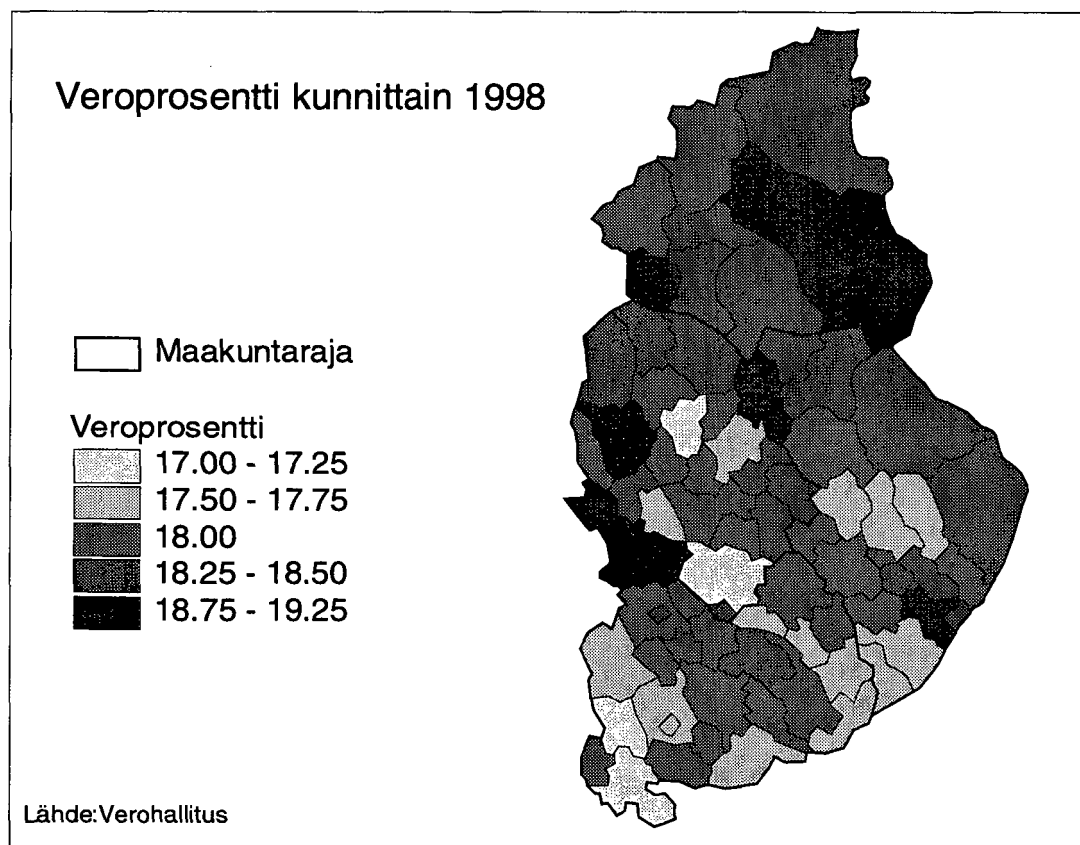 Veroprosentti kunnittain 1998
Maakuntaraja
Veroprosentti
17.00 - 17.25
17.50 - 17.75
18.00
18.25 - 18.50
18.75 - 19.25
Lähde:Verohallitus